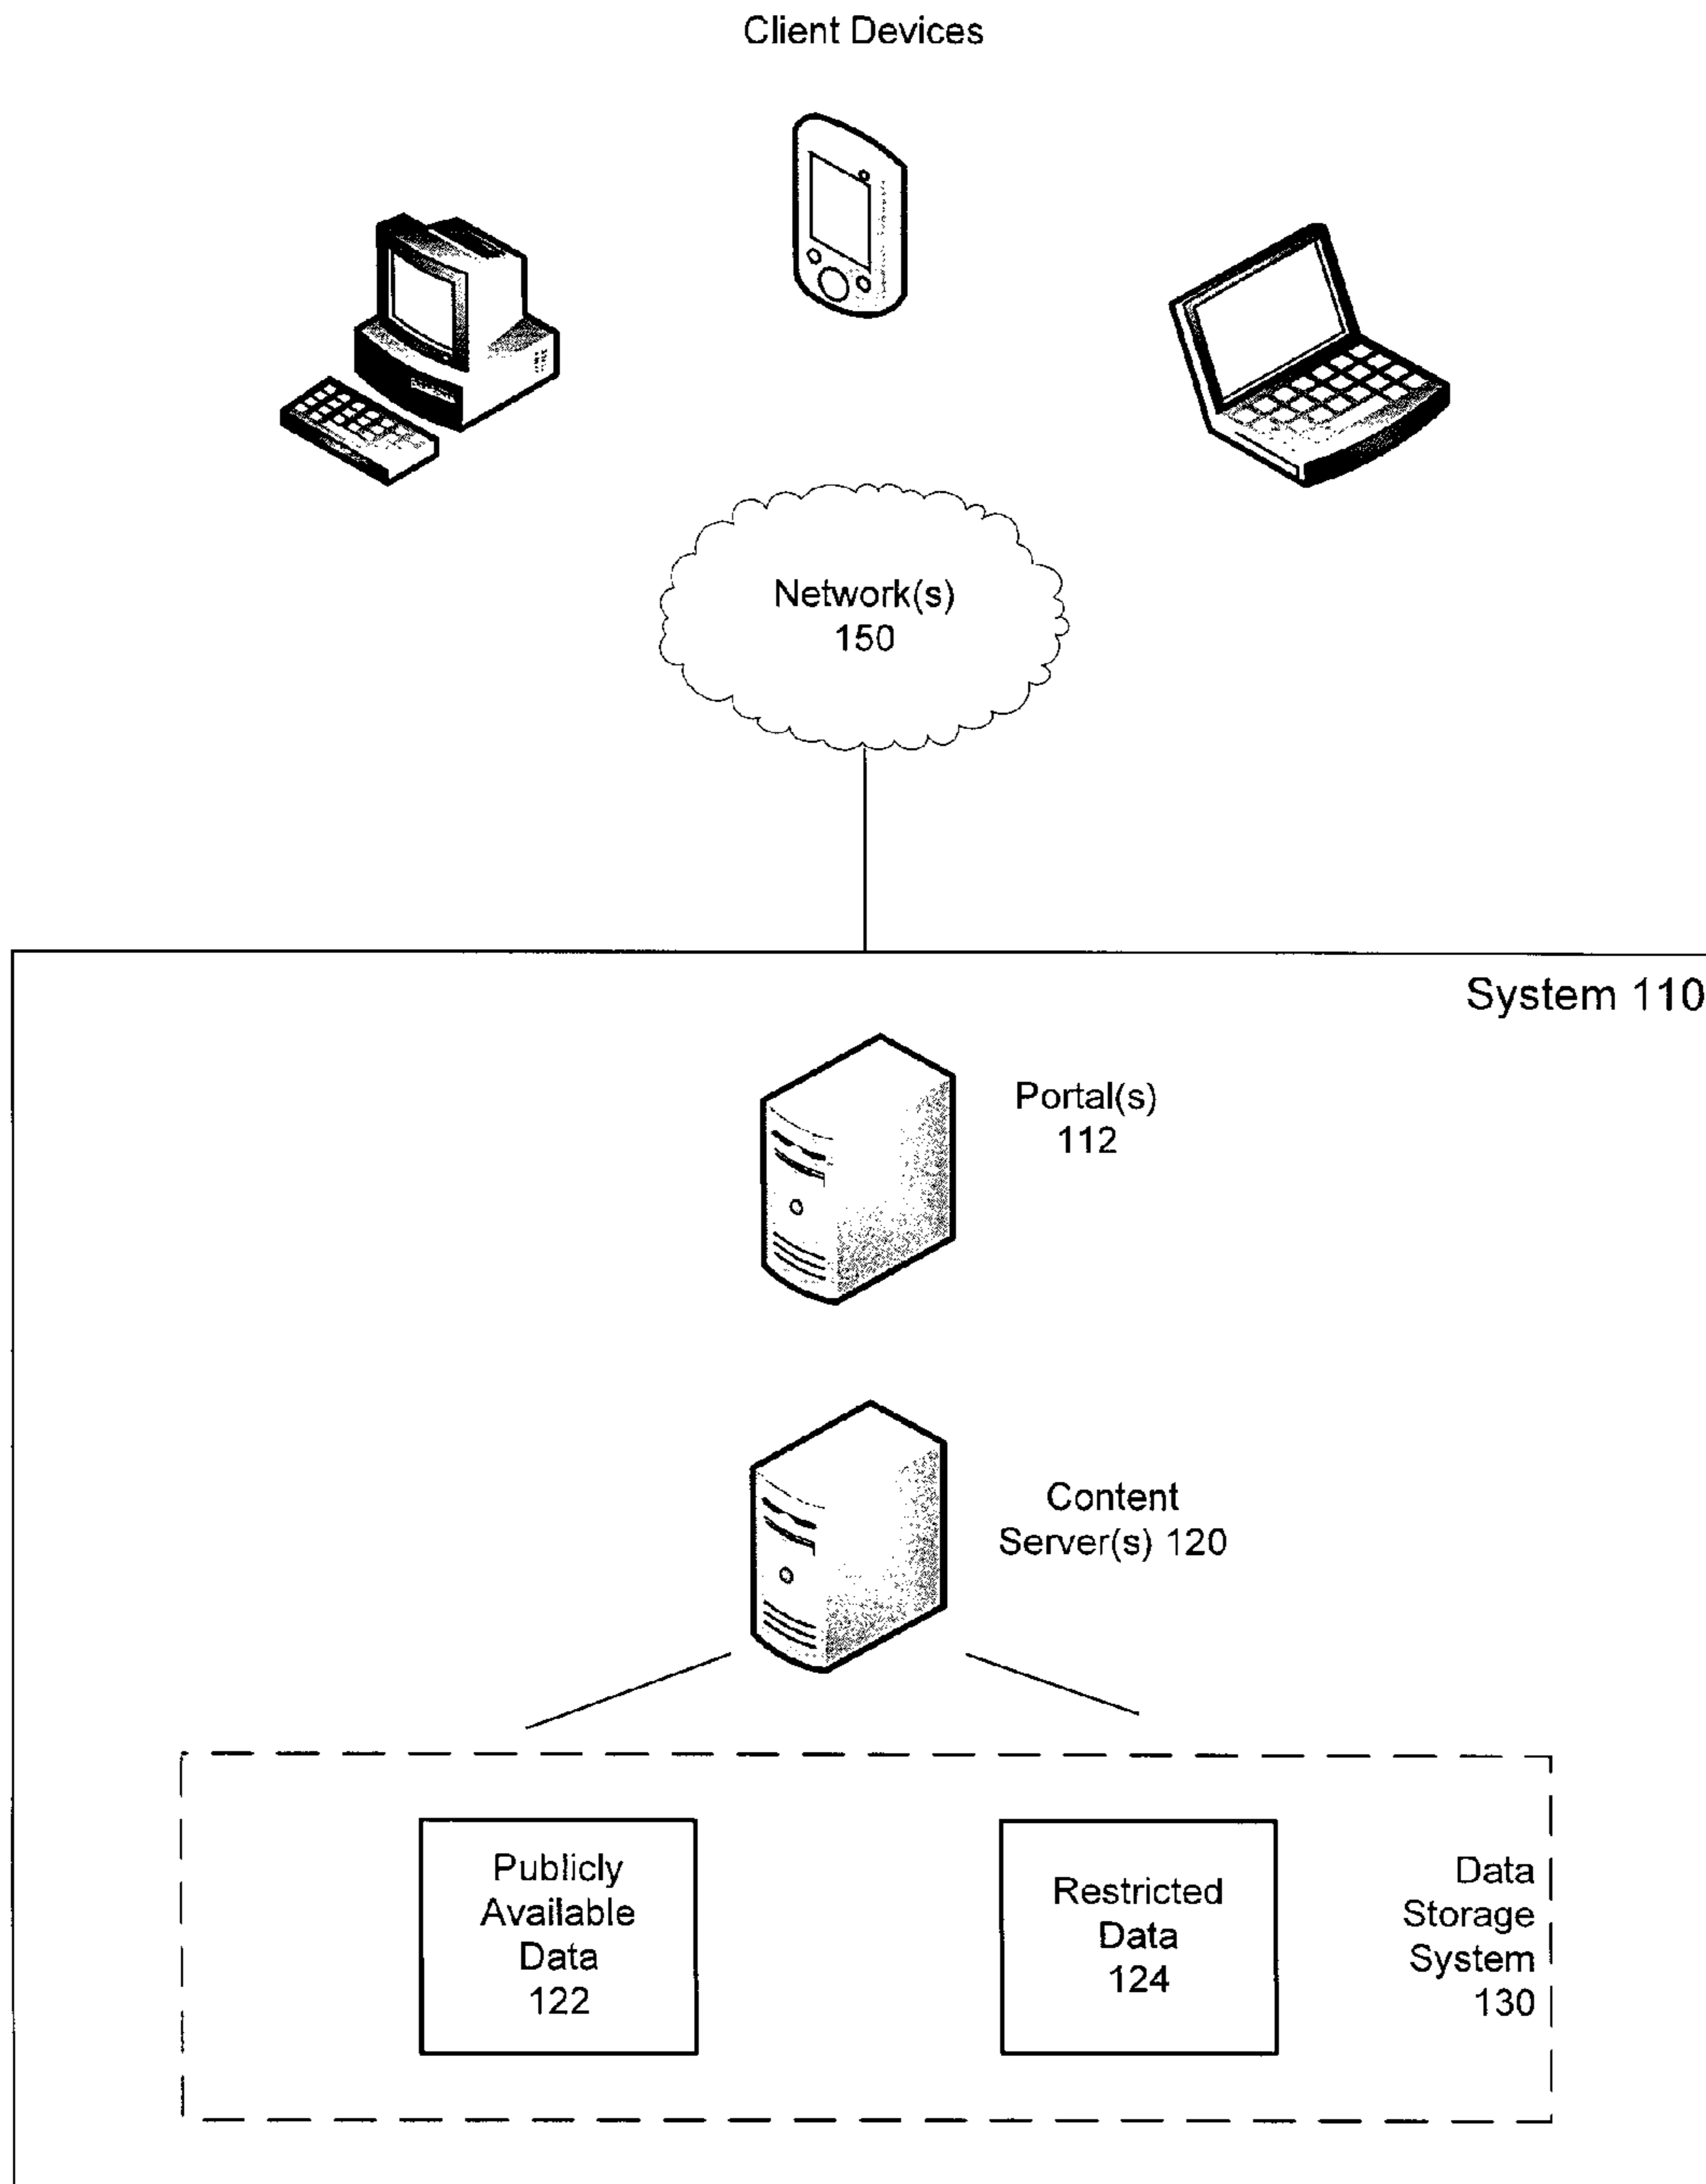 Client Devices
Network(s)
150
System 110
Portal(s)
112
Content
Server(s) 120
Publicly
Available
Data
122
Restricted
Data
124
Data
Storage
System
130